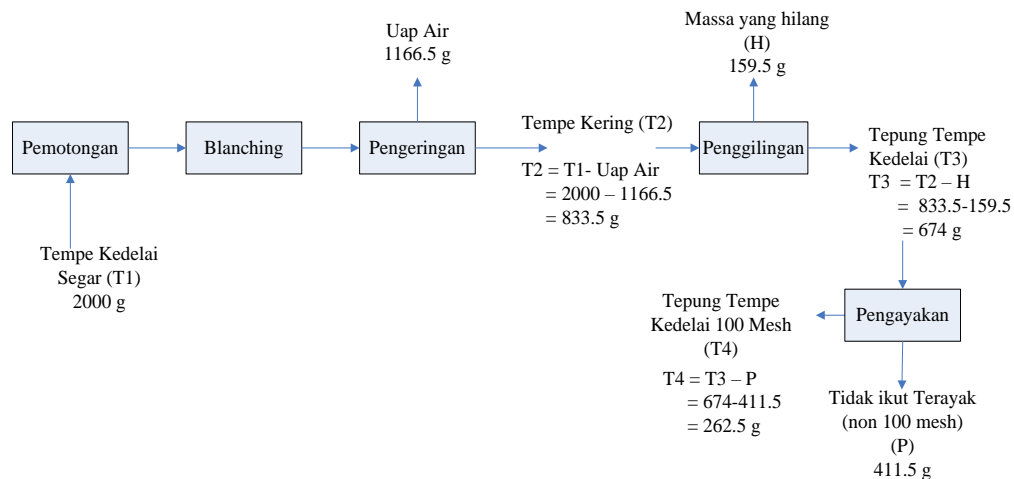 Uap Air
1166.5 g
Massa yang hilang
(H)
159.5 g
Pemotongan
Blanching
Pengeringan
Tempe Kering (T2)
T2 = T1- Uap Air
= 2000 – 1166.5
= 833.5 g
Penggilingan
Tepung Tempe
Kedelai (T3)
T3 = T2 – H
= 833.5-159.5
= 674 g
Tempe Kedelai
Segar (T1)
2000 g
Pengayakan
Tepung Tempe
Kedelai 100 Mesh
(T4)
T4 = T3 – P
= 674-411.5
= 262.5 g
Tidak ikut Terayak
(non 100 mesh)
(P)
411.5 g